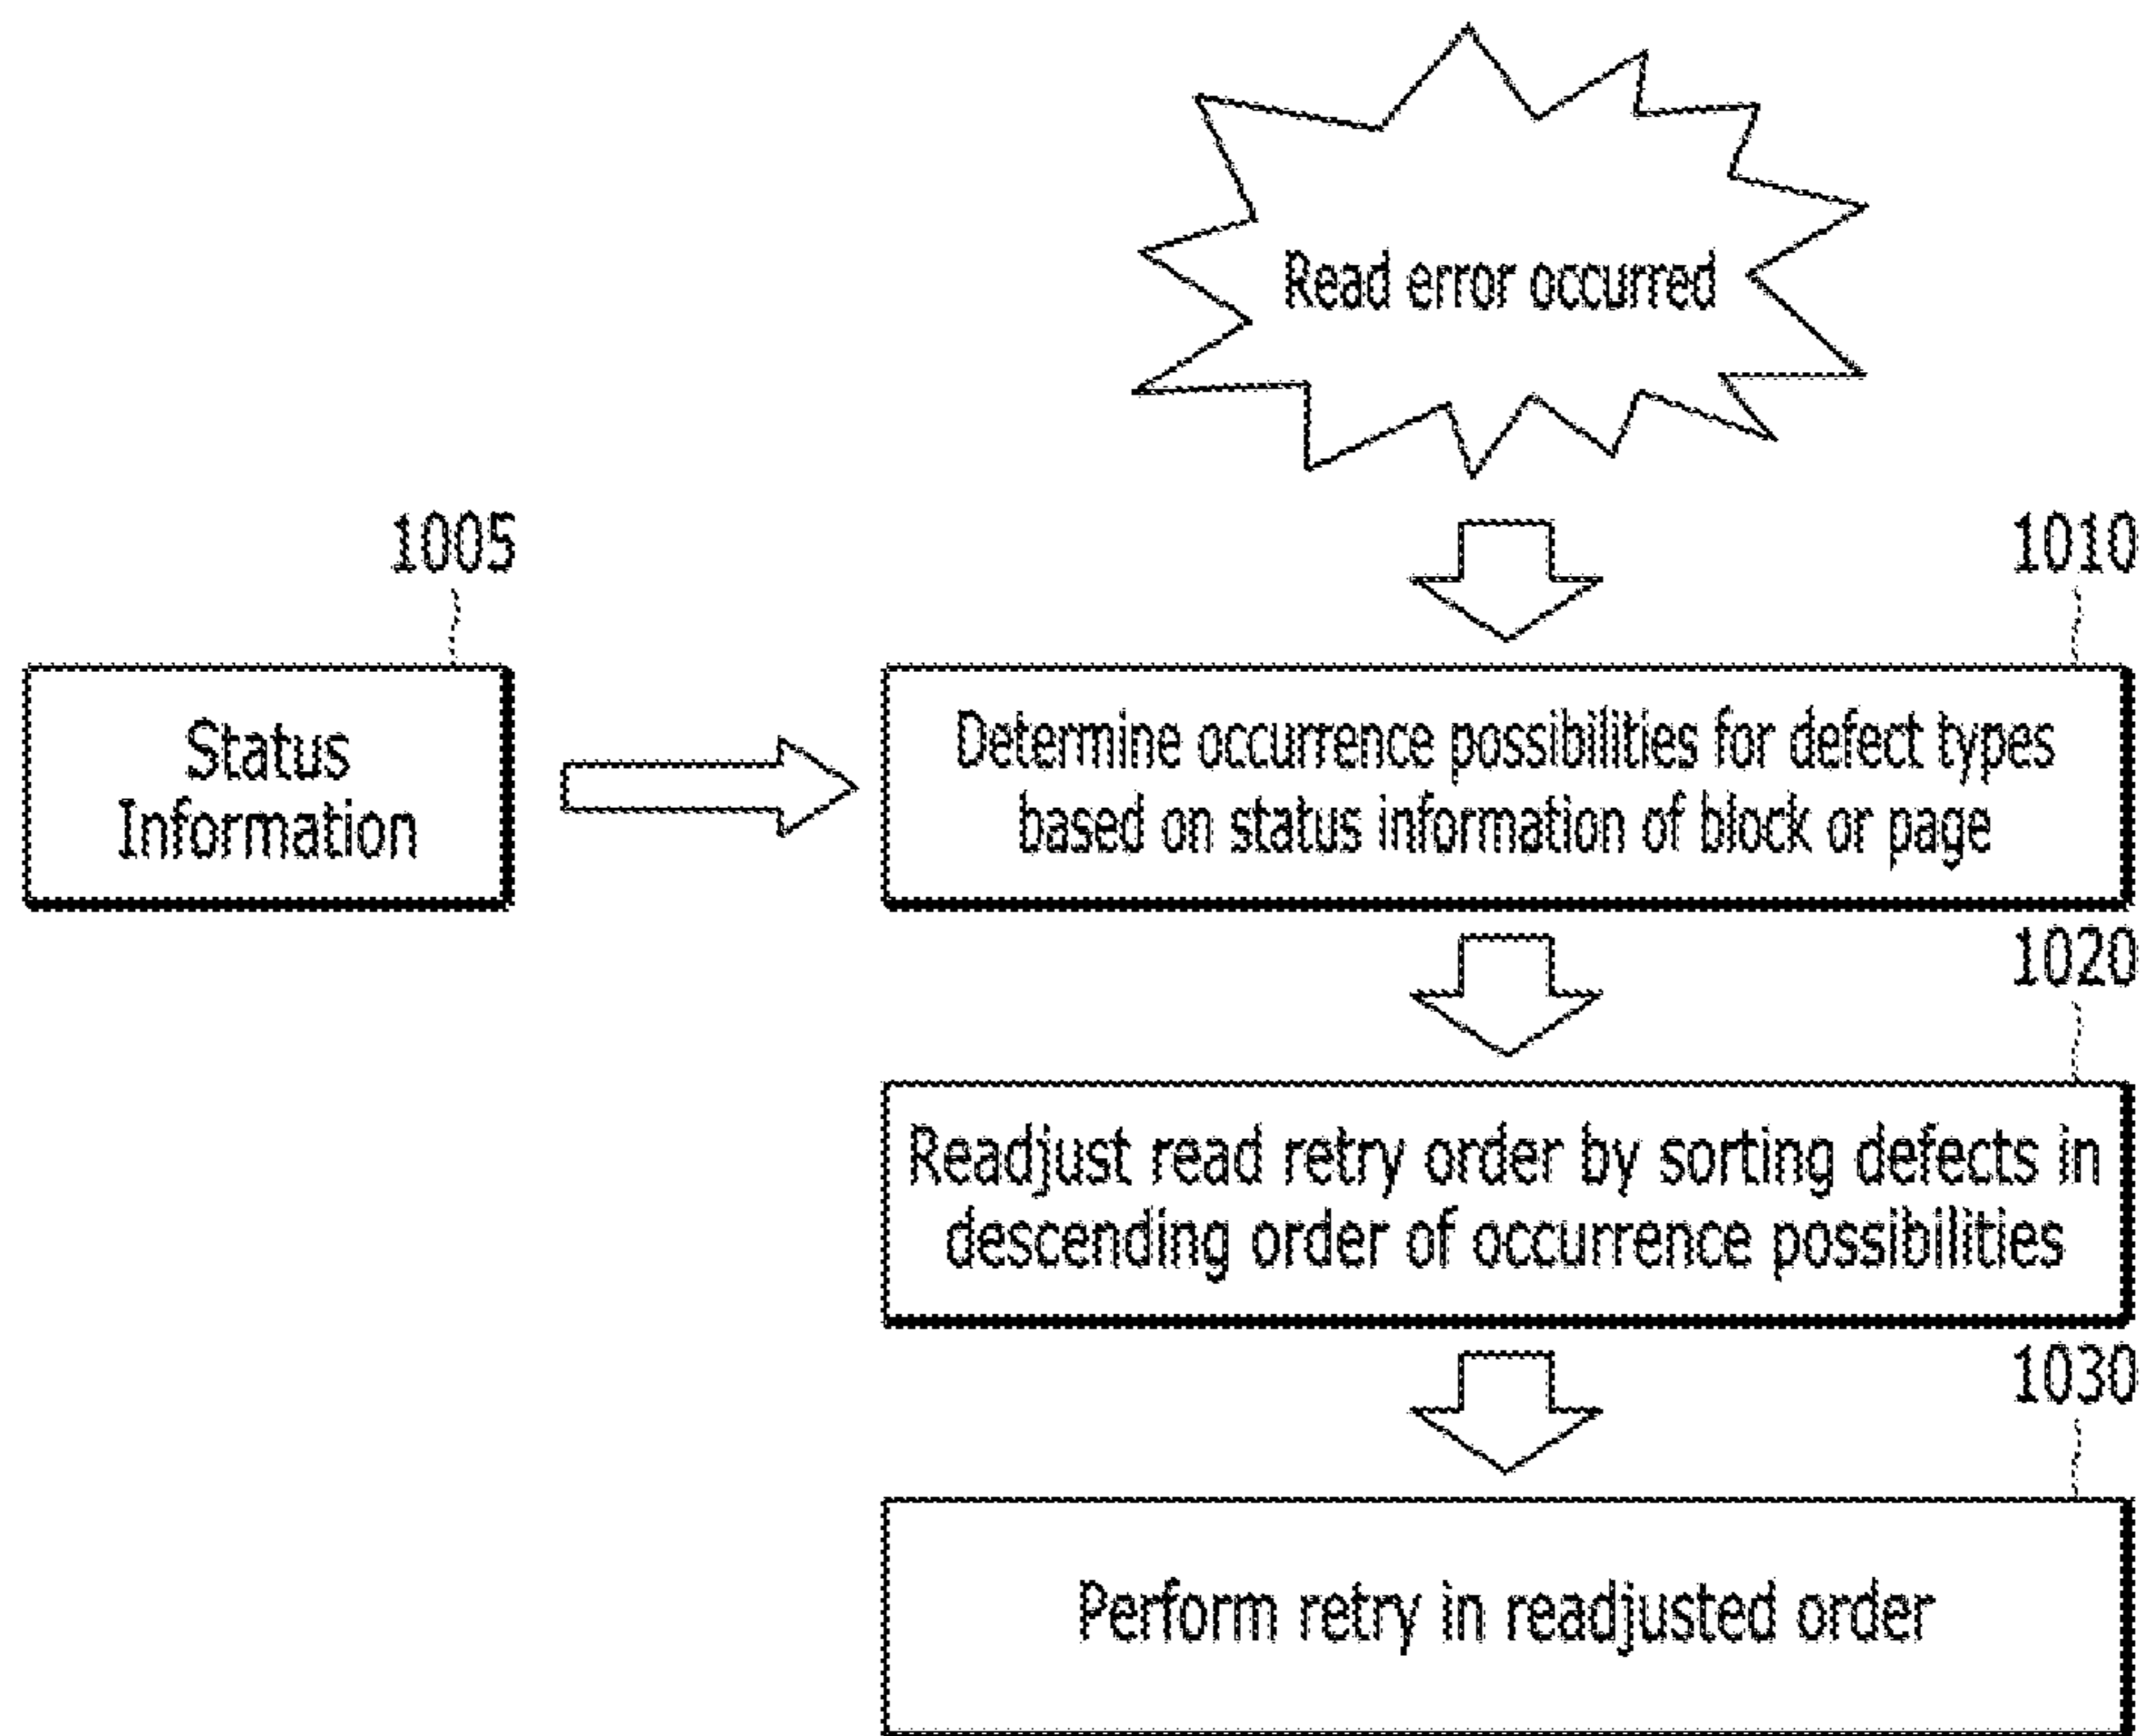 Read error occurred
1005
1010
Status
Information
Determine occurrence possibilities for defect types
based on status information of block or page
1020
Readjust read retry order by sorting defects in
descending order of occurrence possibilities
1030
Perform retry in readjusted order